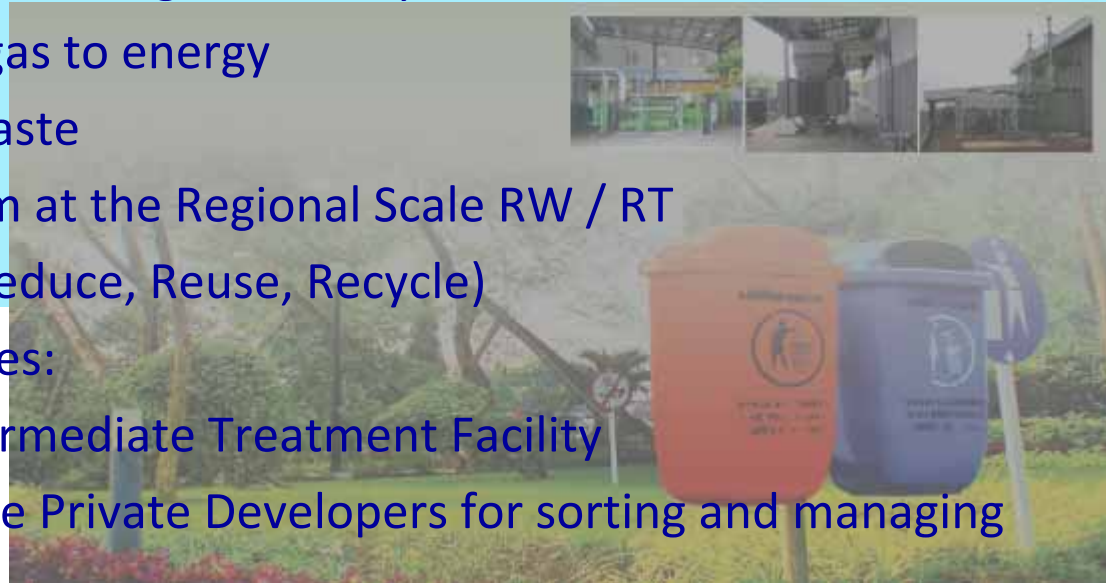 gas to energy
aste
m at the Regional Scale RW / RT
educe, Reuse, Recycle)
es:
rmediate Treatment Facility
e Private Developers for sorting and managing